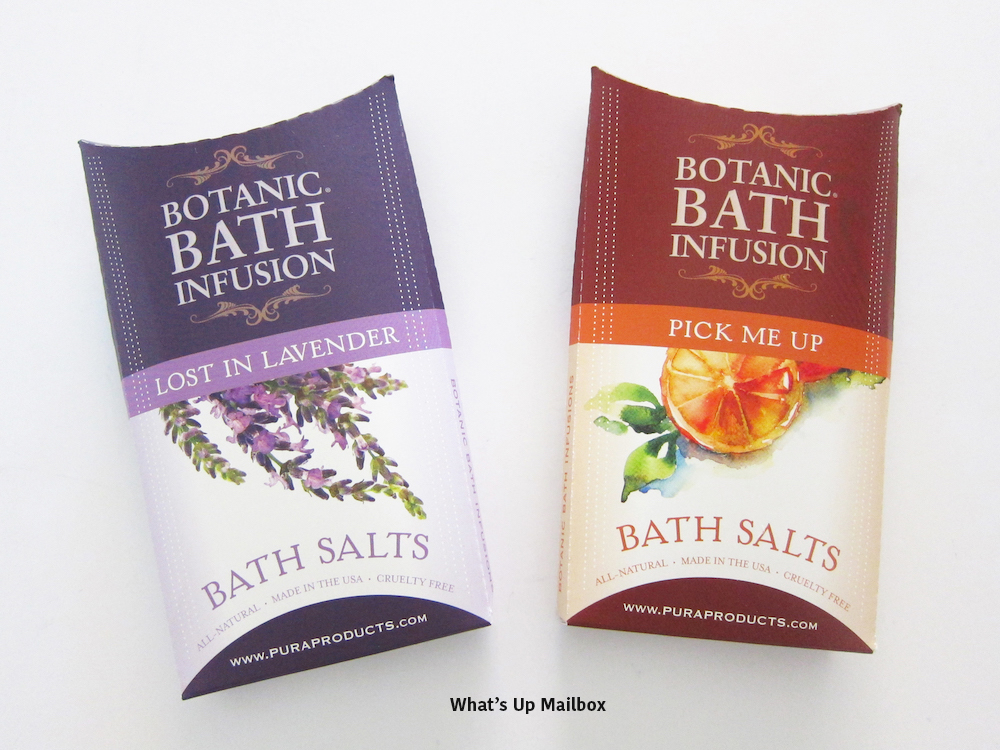 BOTANIC®
BATH
INFUSION
LOST IN LAVENDER
BATH SALTS
ALL-NATURAL · MADE IN THE USA · CRUELTY FREE
WWW.PURAPRODUCTS.COM
BOTANIC BATH INFUSIONS
BOTANIC®
BATH
INFUSION
PICK ME UP
BATH SALTS
ALL-NATURAL · MADE IN THE USA · CRUELTY FREE
WWW.PURAPRODUCTS.COM
BOTANIC BATH INFUSIONS
What's Up Mailbox